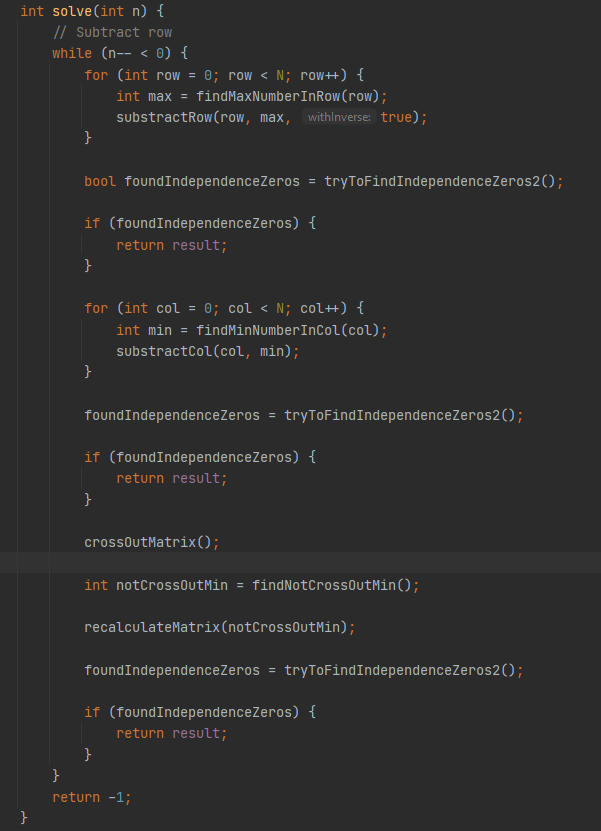 int solve(int n) {
// Subtract row
while (n-- < 0) {
for (int row = 0; row < N; row++) {
int max = findMaxNumberInRow(row);
substractRow(row, max, withInverse: true);
}
bool foundIndependenceZeros = tryToFindIndependenceZeros2();
if (foundIndependenceZeros) {
return result;
}
for (int col = 0; col < N; col++) {
int min = findMinNumberInCol(col);
substractCol(col, min);
}
foundIndependenceZeros = tryToFindIndependenceZeros2();
if (foundIndependenceZeros) {
return result;
}
crossOutMatrix();
int notCrossOutMin = findNotCrossOutMin();
recalculateMatrix(notCrossOutMin);
foundIndependenceZeros = tryToFindIndependenceZeros2();
if (foundIndependenceZeros) {
return result;
}
}
return -1;
}